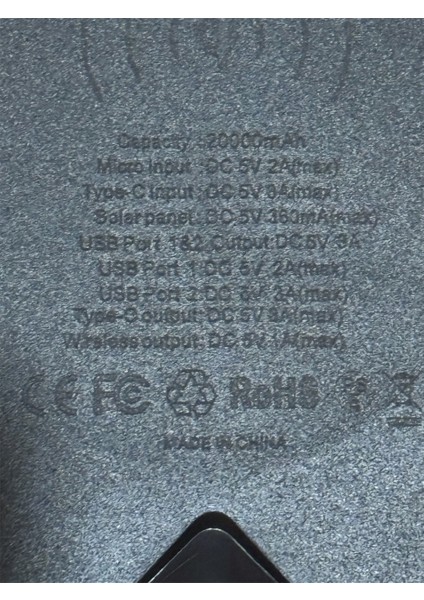 Capacity : 20000mAh
Micro Input : DC 5V 2A(max)
Type-C Input : DC 5V 3A(max)
Solar panel : DC 5V 360mA(max)
USB Port 1&2 Output: DC 5V 3A
USB Port 1: DC 5V 2A(max)
USB Port 2: DC 5V 3A(max)
Type-C output: DC 5V 3A(max)
Wireless output: DC 5V 1A(max)
CE FC RoHS PS E
MADE IN CHINA